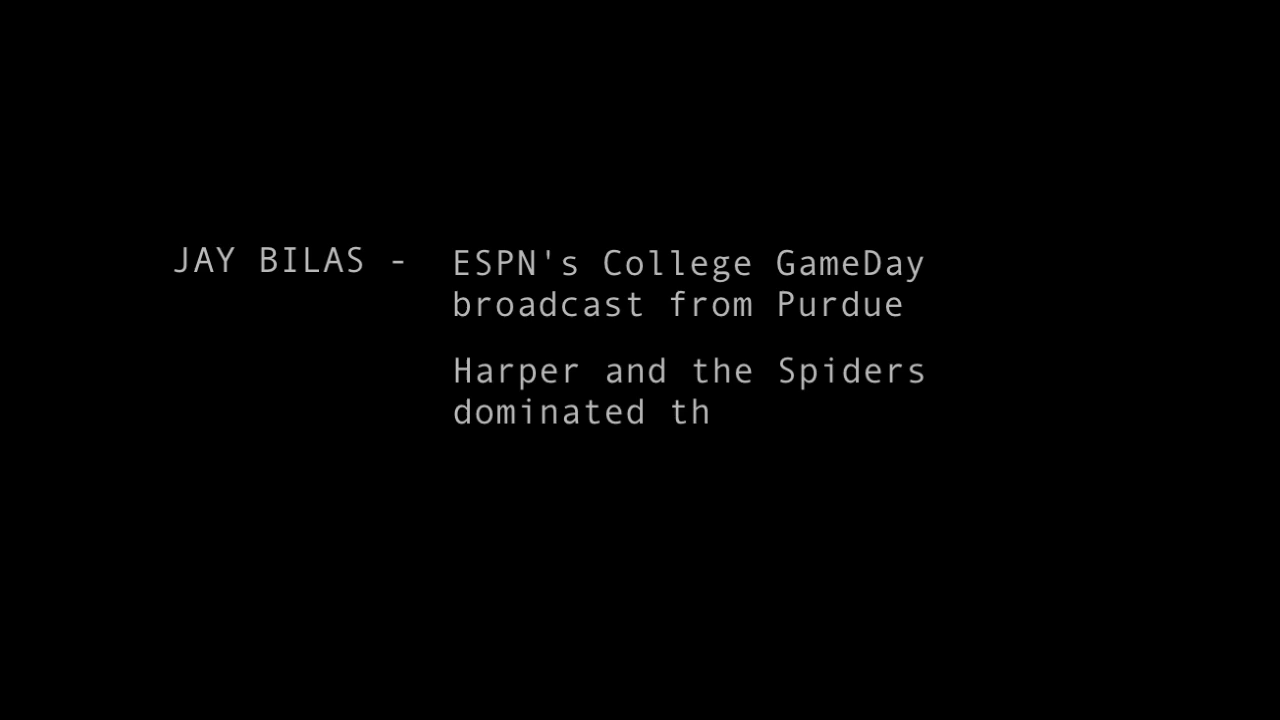 JAY BILAS - ESPN's College GameDay
broadcast from Purdue
Harper and the Spiders
dominated th